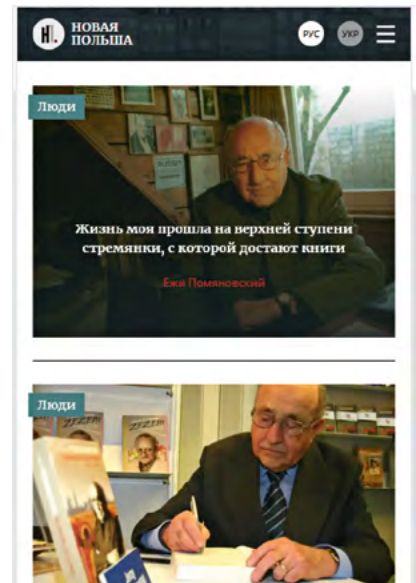 НОВАЯ
ПОЛЬША
РУС
УКР
Люди
Жизнь моя прошла на верхней ступени
стремянки, с которой достают книги
Ежи Помяновский
Люди